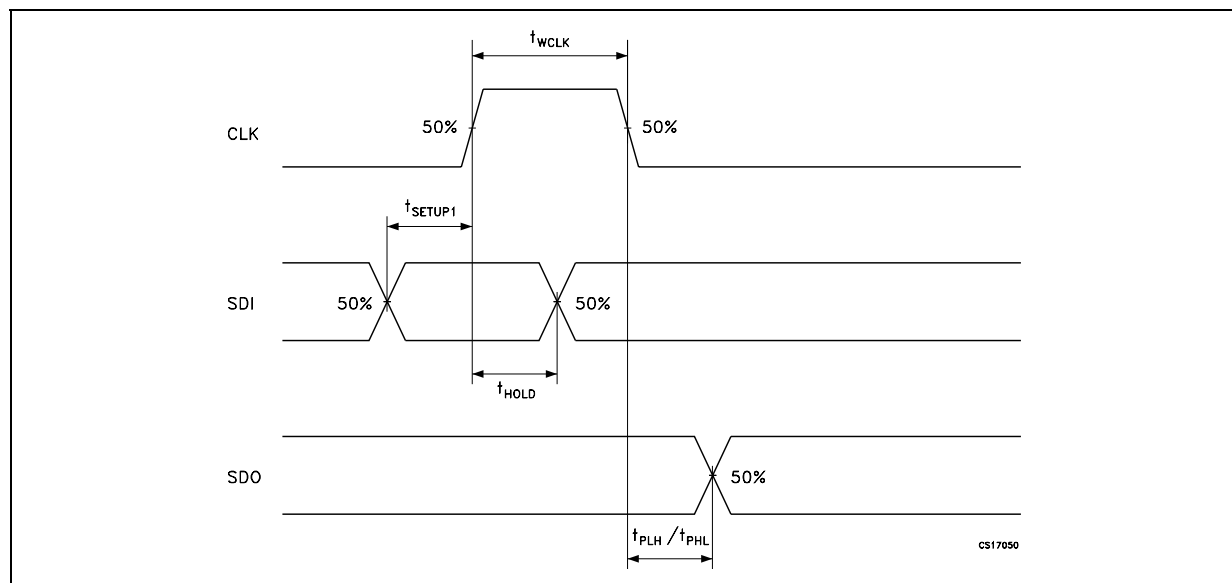 tWCLK
CLK
50%
50%
tSETUP1
SDI
50%
50%
tHOLD
SDO
50%
tPLH /tPHL
CS17050